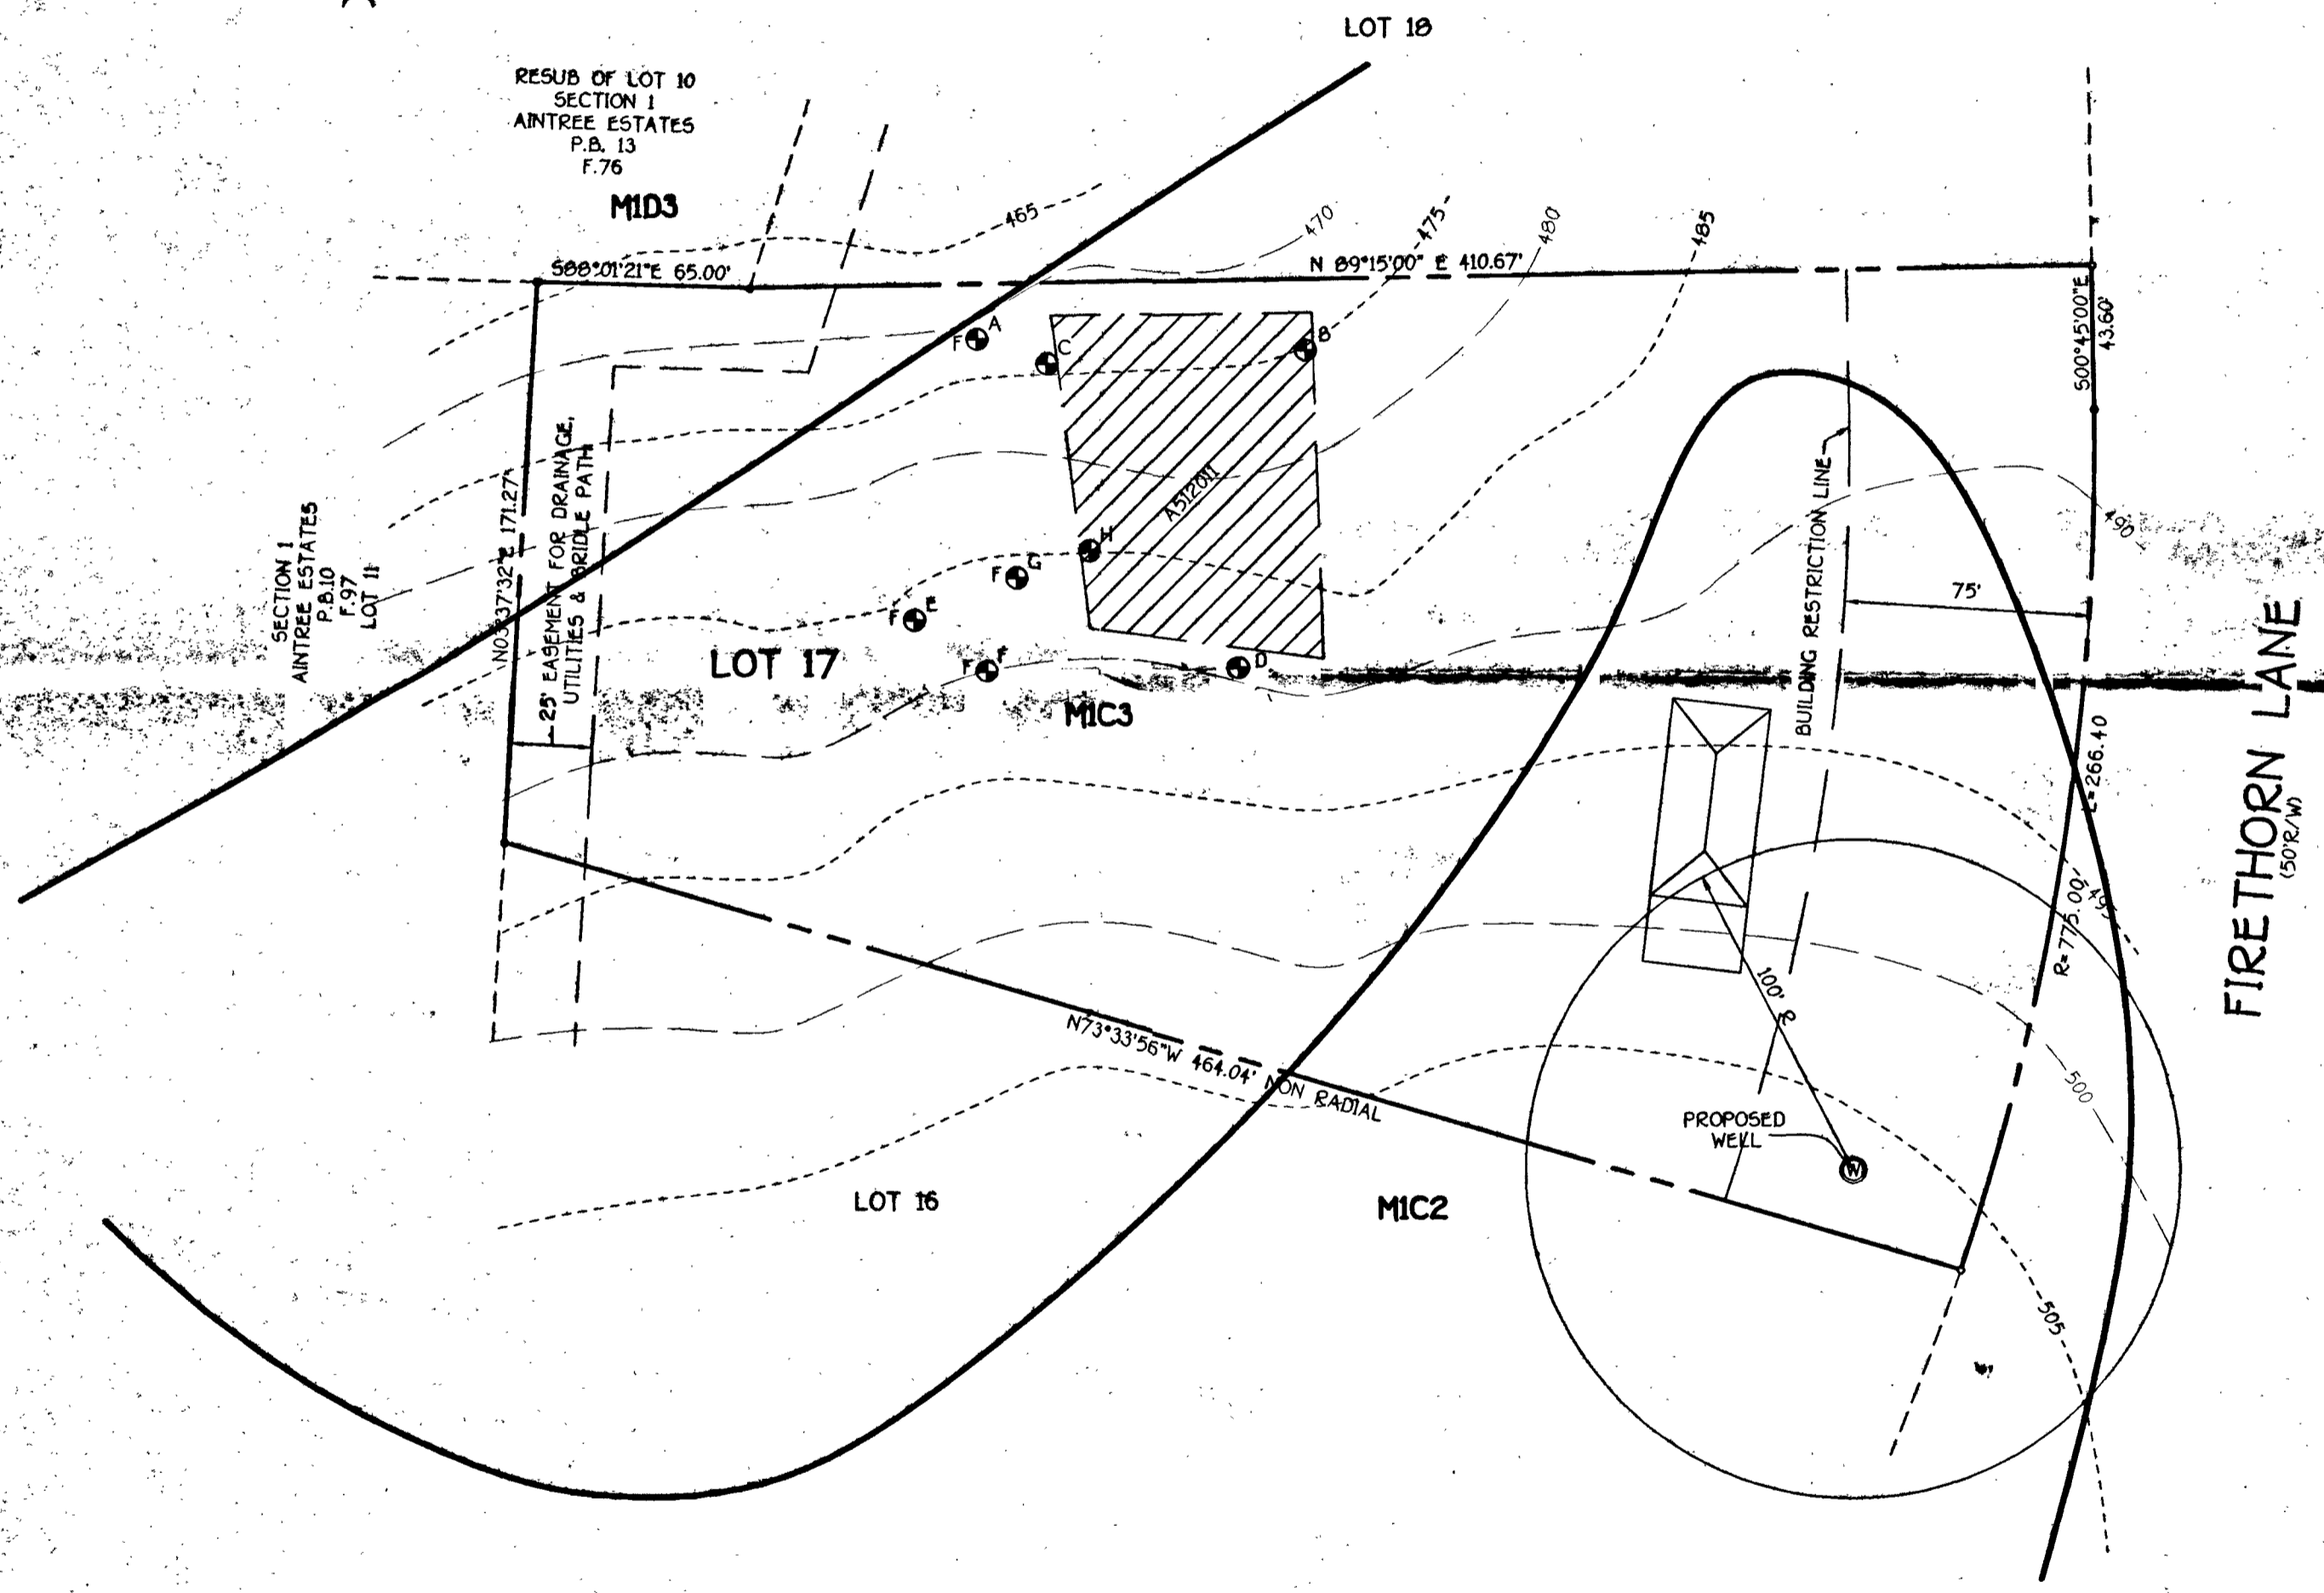 LOT 18
RESUB OF LOT 10
SECTION 1
AINTREE ESTATES
P.B. 13
F.76
M1D3
465
470
475
480
485
S88°01'21"E 65.00'
N 89°15'00" E 410.67'
S00°45'00"E
43.60'
F A
C
B
A512011
N03°37'32"E 171.27'
25' EASEMENT FOR DRAINAGE,
UTILITIES & BRIDLE PATH
SECTION 1
AINTREE ESTATES
P.B.10
F.97
LOT 11
BUILDING RESTRICTION LINE
490
75'
F G
F E
F F
D
LOT 17
M1C3
FIRETHORN LANE
(50'R/W)
L=266.40
R=775.00'
100' R
N73°33'56"W 464.04' NON RADIAL
500
PROPOSED
WELL
W
LOT 16
M1C2
505